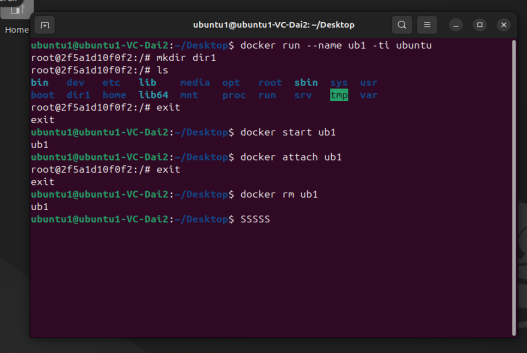 Home
ubuntu1@ubuntu1-VC-Dai2: ~/Desktop
ubuntu1@ubuntu1-VC-Dai2:~/Desktop$ docker run --name ub1 -ti ubuntu
root@2f5a1d10f0f2:/# mkdir dir1
root@2f5a1d10f0f2:/# ls
bin dev etc lib media opt root sbin sys usr
boot dir1 home lib64 mnt proc run srv tmp var
root@2f5a1d10f0f2:/# exit
exit
ubuntu1@ubuntu1-VC-Dai2:~/Desktop$ docker start ub1
ub1
ubuntu1@ubuntu1-VC-Dai2:~/Desktop$ docker attach ub1
root@2f5a1d10f0f2:/# exit
exit
ubuntu1@ubuntu1-VC-Dai2:~/Desktop$ docker rm ub1
ub1
ubuntu1@ubuntu1-VC-Dai2:~/Desktop$ SSSSS